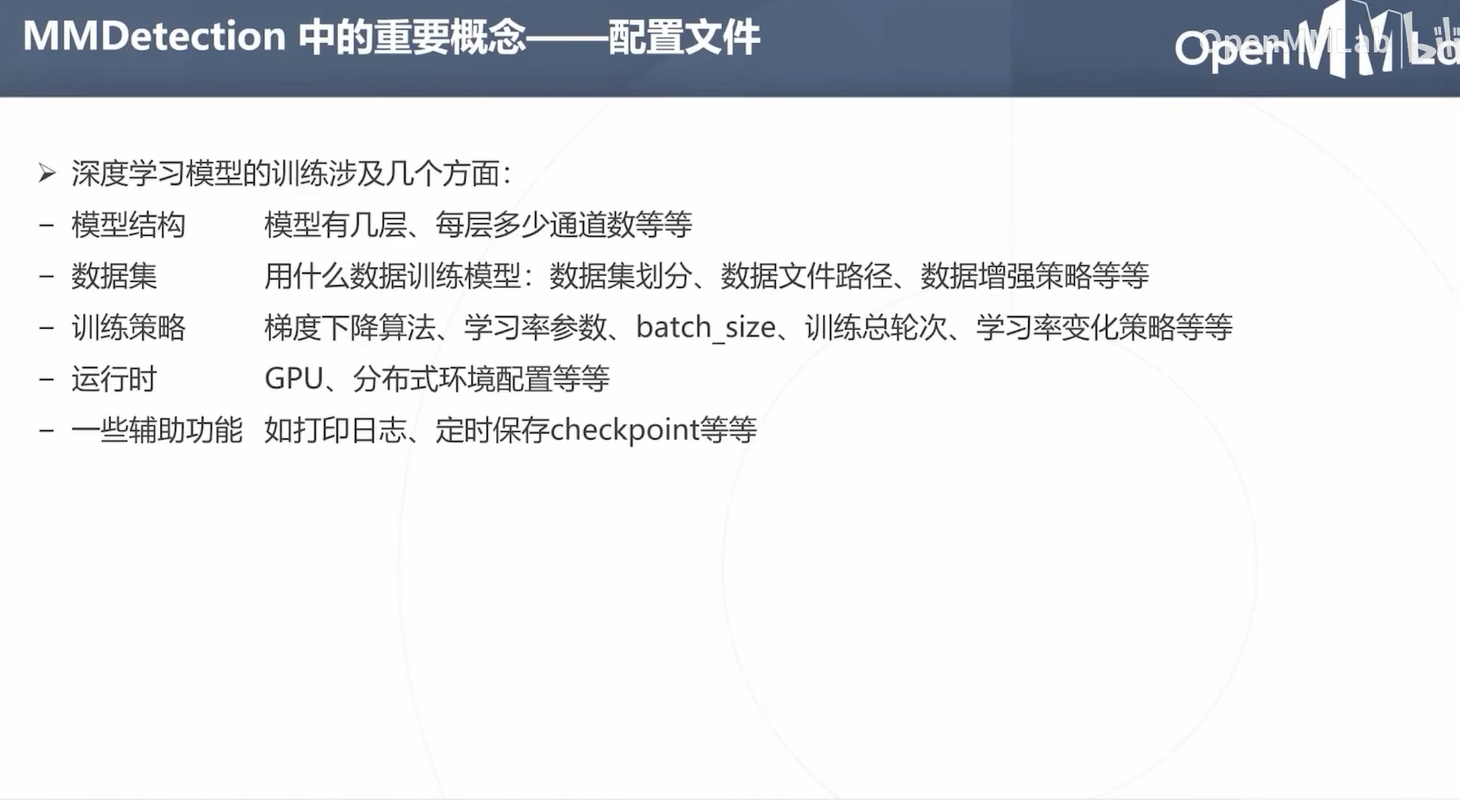 MMDetection 中的重要概念——配置文件
OpenMMLab
OpenMMLab
➢ 深度学习模型的训练涉及几个方面：
– 模型结构 模型有几层、每层多少通道数等等
– 数据集 用什么数据训练模型：数据集划分、数据文件路径、数据增强策略等等
– 训练策略 梯度下降算法、学习率参数、batch_size、训练总轮次、学习率变化策略等等
– 运行时 GPU、分布式环境配置等等
– 一些辅助功能 如打印日志、定时保存checkpoint等等